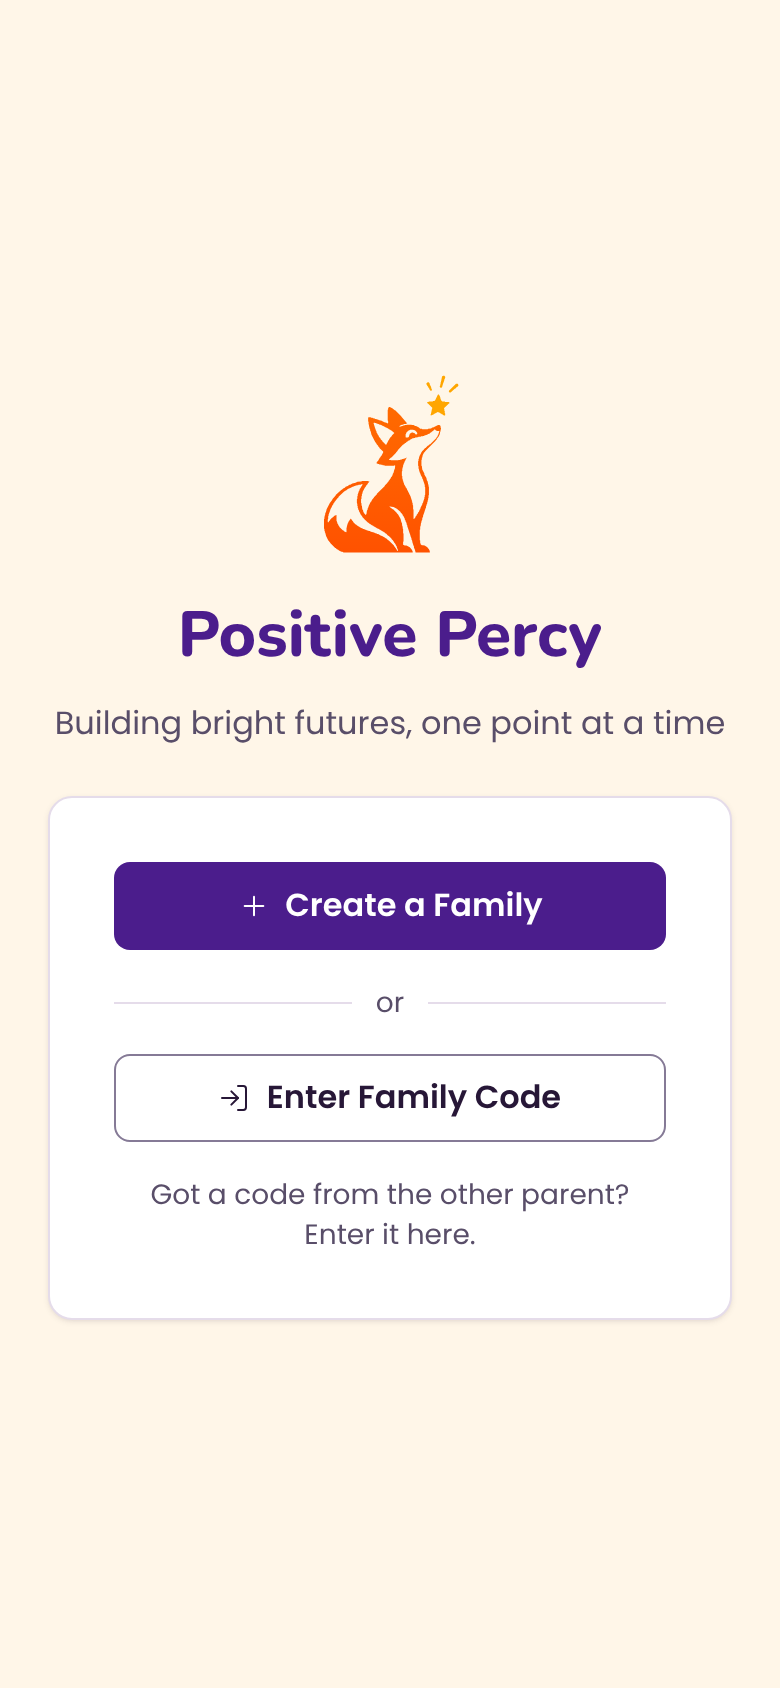 Positive Percy
Building bright futures, one point at a time
Create a Family
or
Enter Family Code
Got a code from the other parent?
Enter it here.